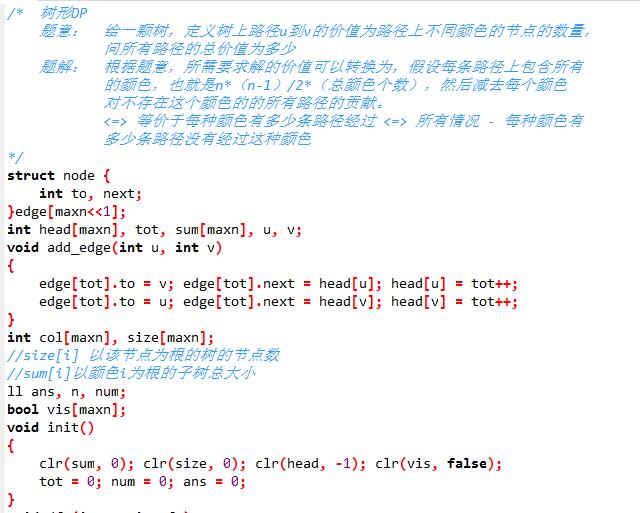 /*  树形DP
题意：  给一颗树，定义树上路径u到v的价值为路径上不同颜色的节点的数量，
问所有路径的总价值为多少
题解：  根据题意，所需要求解的价值可以转换为，假设每条路径上包含所有
的颜色，也就是n*（n-1）/2*（总颜色个数），然后减去每个颜色
对不存在这个颜色的的所有路径的贡献。
<=> 等价于每种颜色有多少条路径经过 <=> 所有情况 - 每种颜色有
多少条路径没有经过这种颜色
*/
struct node {
    int to, next;
}edge[maxn<<1];
int head[maxn], tot, sum[maxn], u, v;
void add_edge(int u, int v)
{
    edge[tot].to = v; edge[tot].next = head[u]; head[u] = tot++;
    edge[tot].to = u; edge[tot].next = head[v]; head[v] = tot++;
}
int col[maxn], size[maxn];
//size[i] 以该节点为根的树的节点数
//sum[i]以颜色i为根的子树总大小
ll ans, n, num;
bool vis[maxn];
void init()
{
    clr(sum, 0); clr(size, 0); clr(head, -1); clr(vis, false);
    tot = 0; num = 0; ans = 0;
}